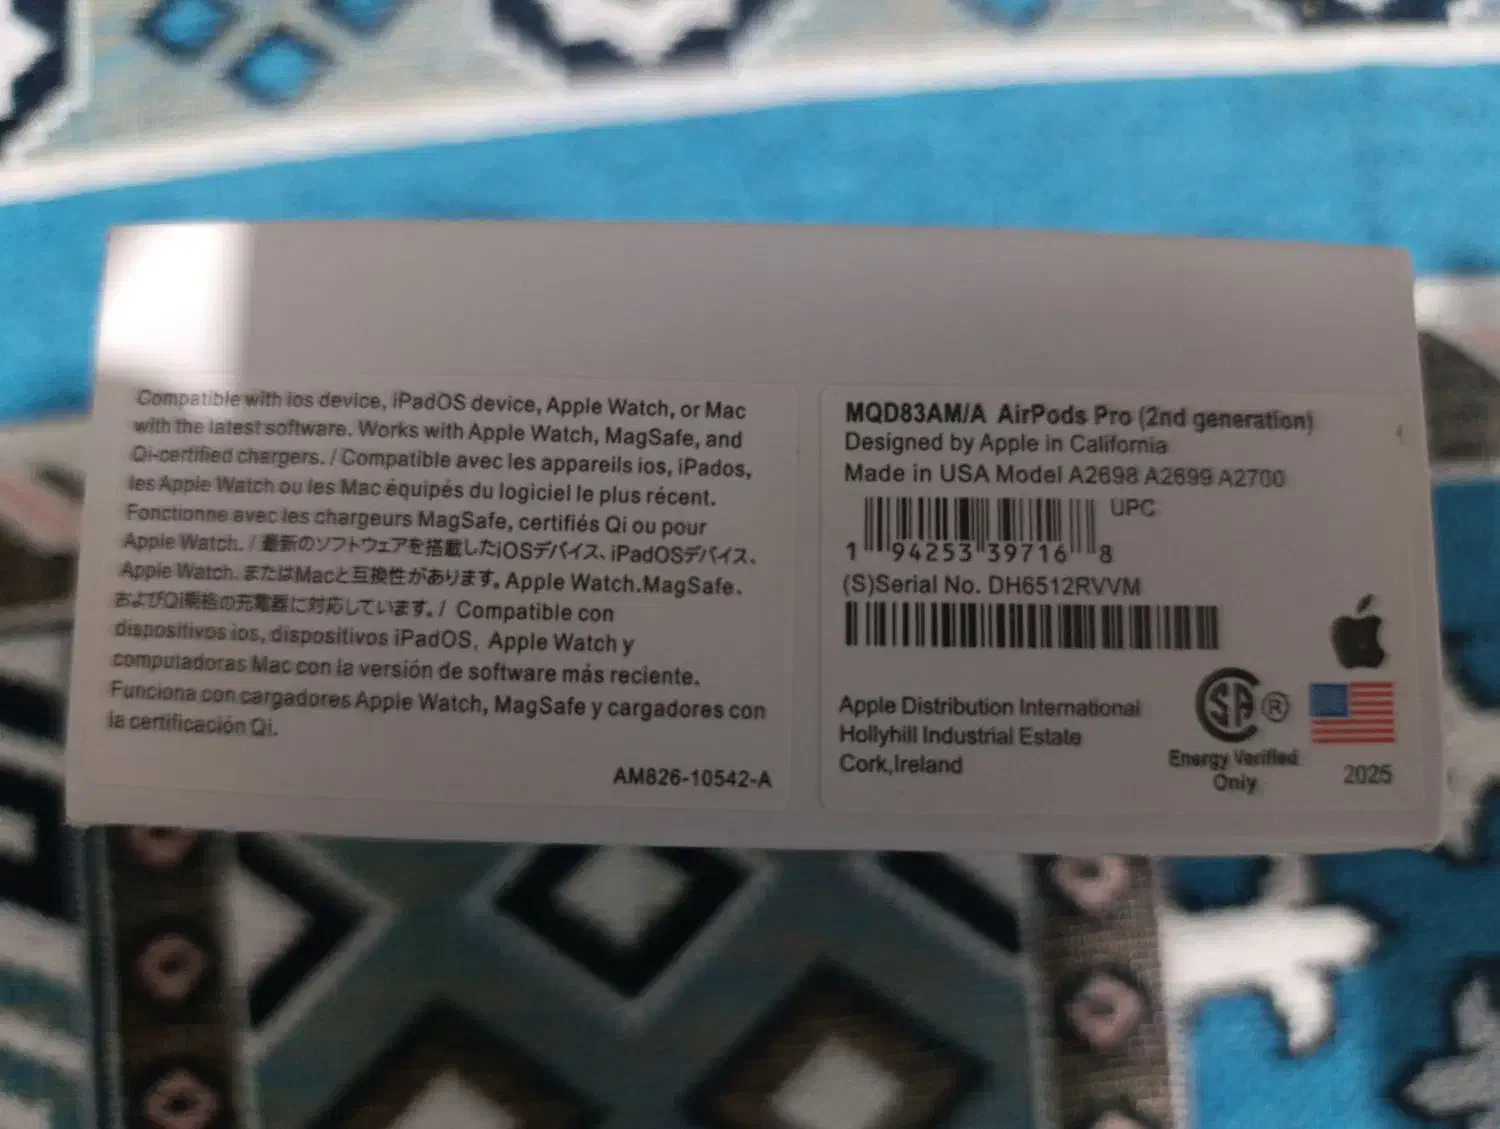 Compatible with ios device, iPadOS device, Apple Watch, or Mac
with the latest software. Works with Apple Watch, MagSafe, and
Qi-certified chargers. / Compatible avec les appareils ios, iPados,
les Apple Watch ou les Mac équipés du logiciel le plus récent.
Fonctionne avec les chargeurs MagSafe, certifiés Qi ou pour
Apple Watch. / 最新のソフトウェアを搭載したiOSデバイス、iPadOSデバイス、
Apple Watch. またはMacと互換性があります。Apple Watch.MagSafe、
およびQi規格の充電器に対応しています。/ Compatible con
dispositivos ios, dispositivos iPadOS, Apple Watch y
computadoras Mac con la versión de software más reciente.
Funciona con cargadores Apple Watch, MagSafe y cargadores con
la certificación Qi.
AM826-10542-A
MQD83AM/A AirPods Pro (2nd generation)
Designed by Apple in California
Made in USA Model A2698 A2699 A2700
UPC
1 94253 39716 8
(S)Serial No. DH6512RVVM
Apple Distribution International
Hollyhill Industrial Estate
Cork,Ireland
SA ®
Energy Verified
Only
2025